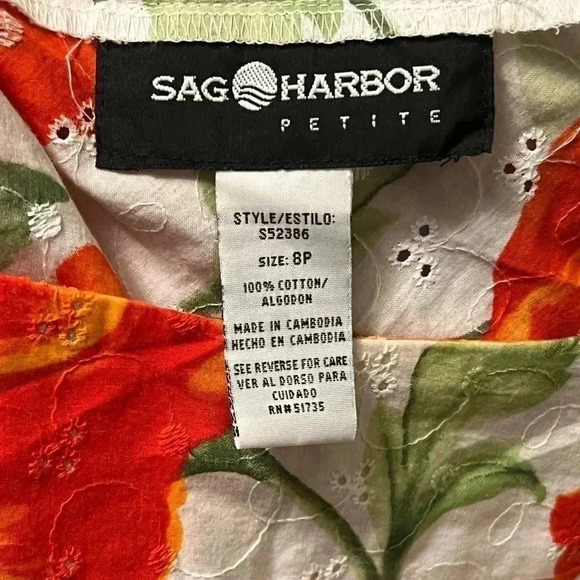 SAG HARBOR
PETITE
STYLE/ESTILO:
S52386
SIZE: 8P
100% COTTON/
ALGODON
MADE IN CAMBODIA
HECHO EN CAMBODIA
SEE REVERSE FOR CARE
VER AL DORSO PARA
CUIDADO
RN#51735